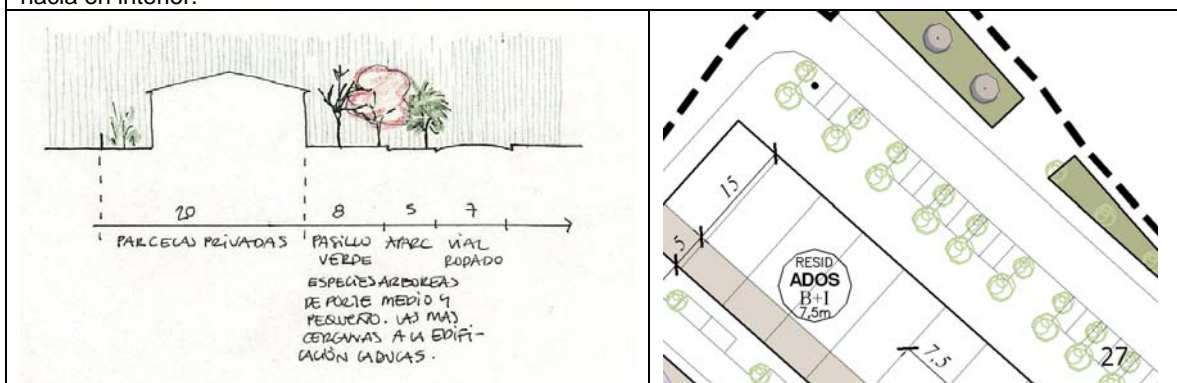 hacia en interior.
20 8 5 7
PARCELAS PRIVADAS PASILLO APARC VIAL
VERDE RODADO
ESPECIES ARBOREAS
DE PORTE MEDIO Y
PEQUEÑO. LAS MAS
CERCANAS A LA EDIFI-
CACIÓN CADUCAS.
15
5
RESID
ADOS
B+I
7,5m
7.5
27